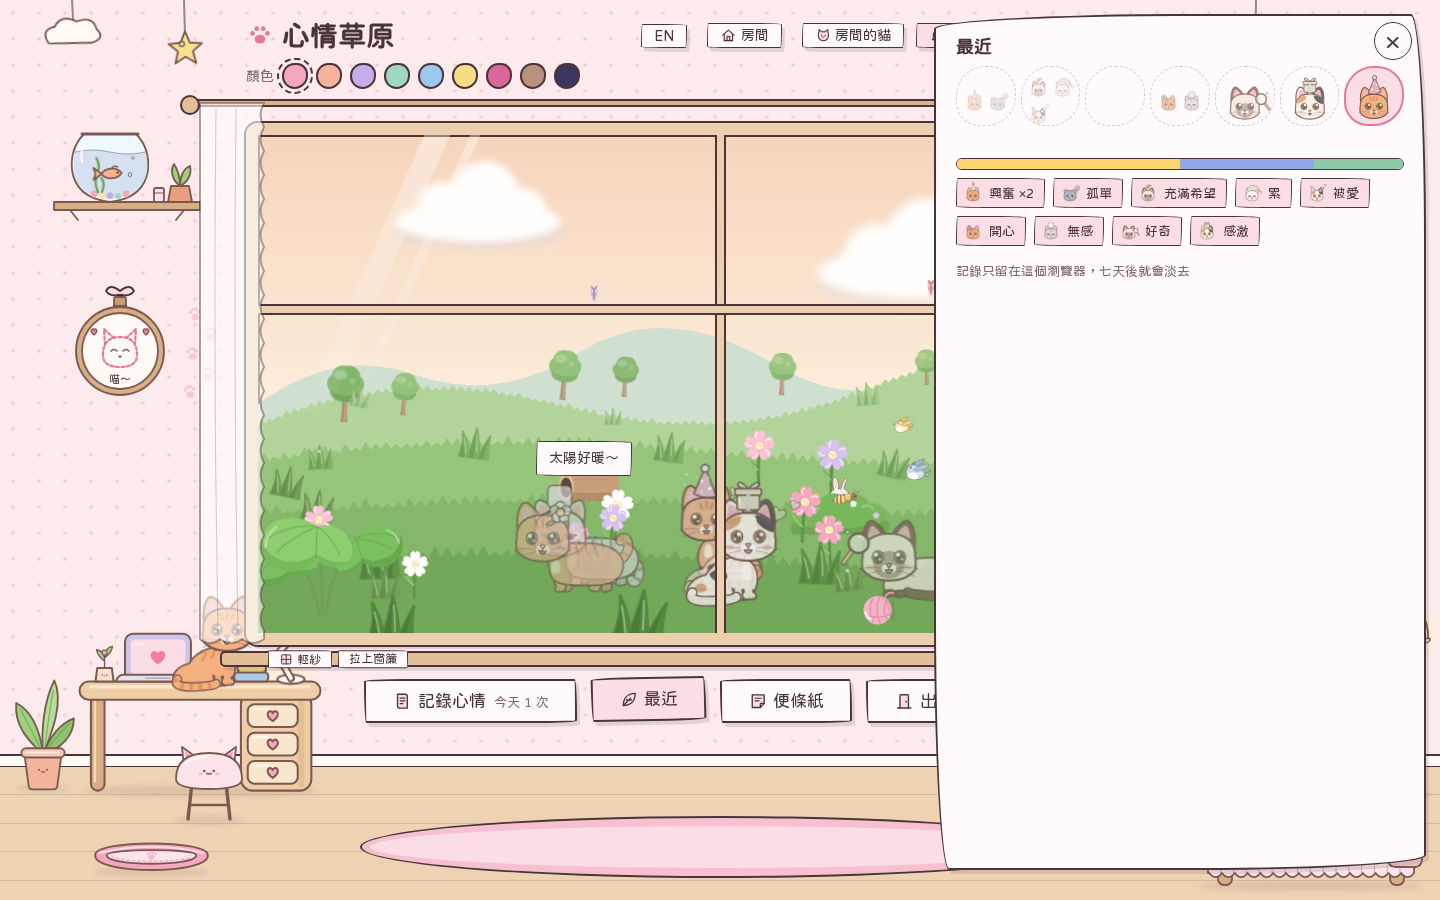 心情草原
EN
房間
房間的貓
顏色
喵～
太陽好暖～
輕紗
拉上窗簾
記錄心情 今天 1 次
最近
便條紙
出
最近
興奮 ×2
孤單
充滿希望
累
被愛
開心
無感
好奇
感激
記錄只留在這個瀏覽器，七天後就會淡去